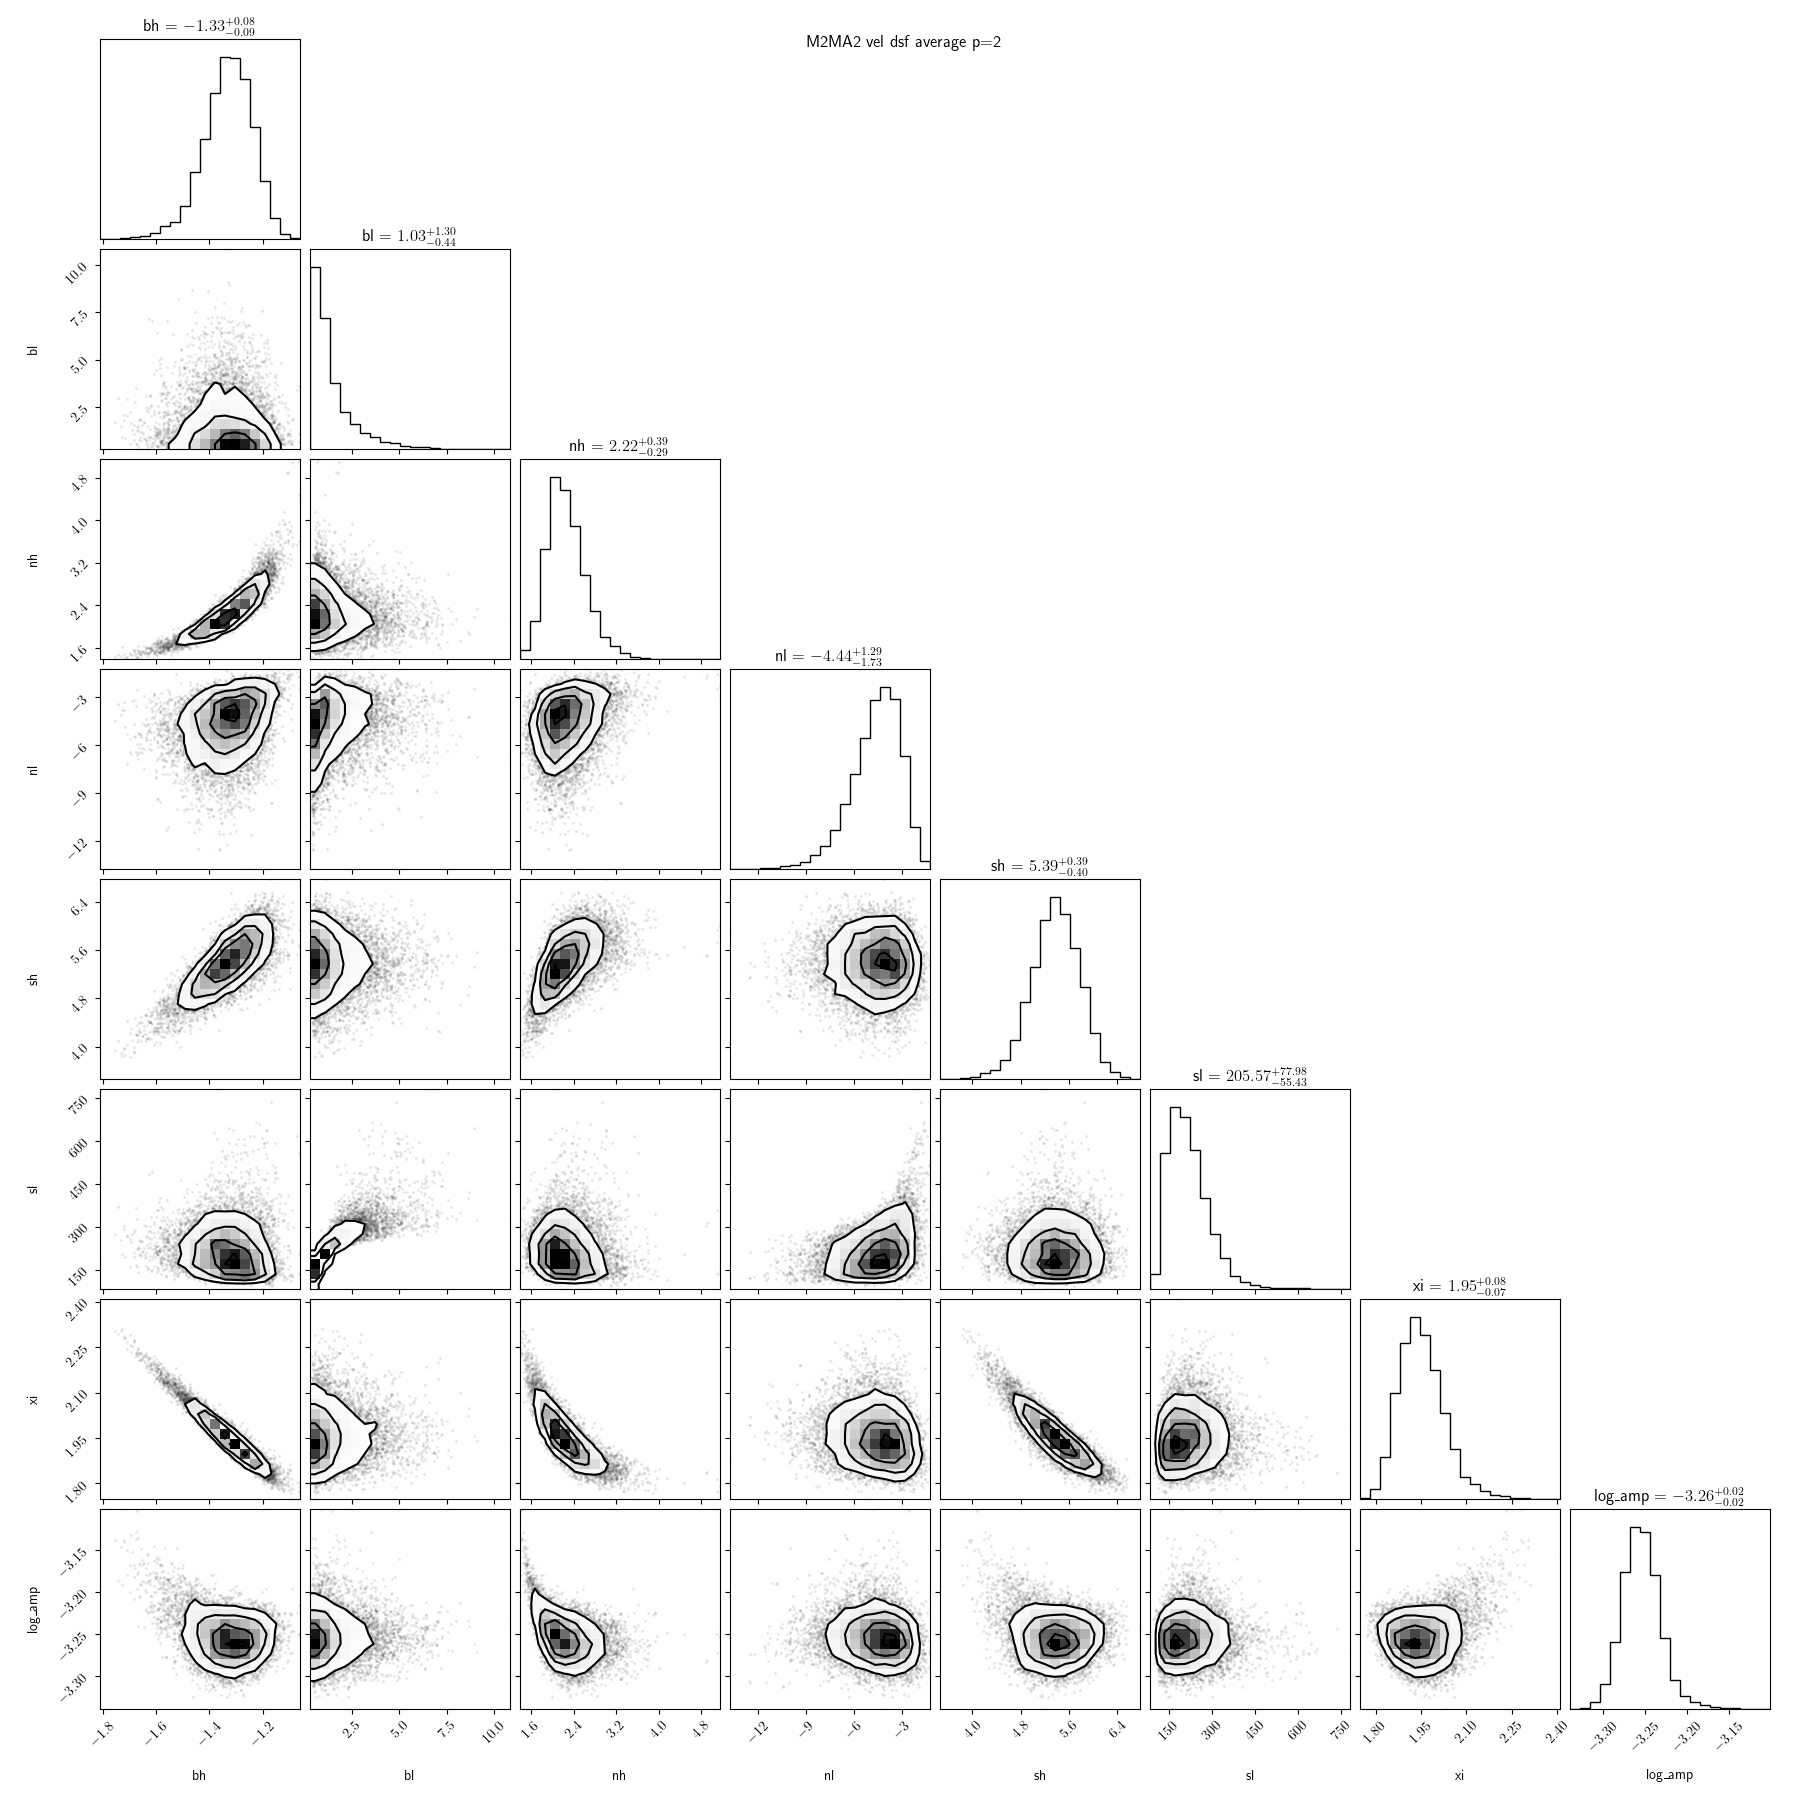 M2MA2 vel dsf average p=2
bh = −1.33+0.08 −0.09
bl = 1.03+1.30 −0.44
10.0
7.5
5.0
2.5
bl
nh = 2.22+0.39 −0.29
4.8
4.0
3.2
2.4
1.6
nh
nl = −4.44+1.29 −1.73
−3
−6
−9
−12
nl
sh = 5.39+0.39 −0.40
6.4
5.6
4.8
4.0
sh
sl = 205.57+77.98 −55.43
750
600
450
300
150
sl
xi = 1.95+0.08 −0.07
2.40
2.25
2.10
1.95
1.80
xi
log_amp = −3.26+0.02 −0.02
−3.15
−3.20
−3.25
−3.30
log_amp
−1.8 −1.6 −1.4 −1.2 2.5 5.0 7.5 10.0 1.6 2.4 3.2 4.0 4.8 −12 −9 −6 −3 4.0 4.8 5.6 6.4 150 300 450 600 750 1.80 1.95 2.10 2.25 2.40 −3.30 −3.25 −3.20 −3.15
bh bl nh nl sh sl xi log_amp